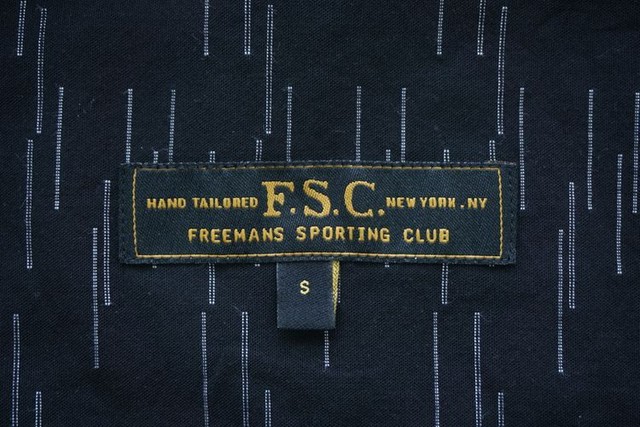 HAND TAILORED F.S.C. NEW YORK. NY
FREEMANS SPORTING CLUB
S